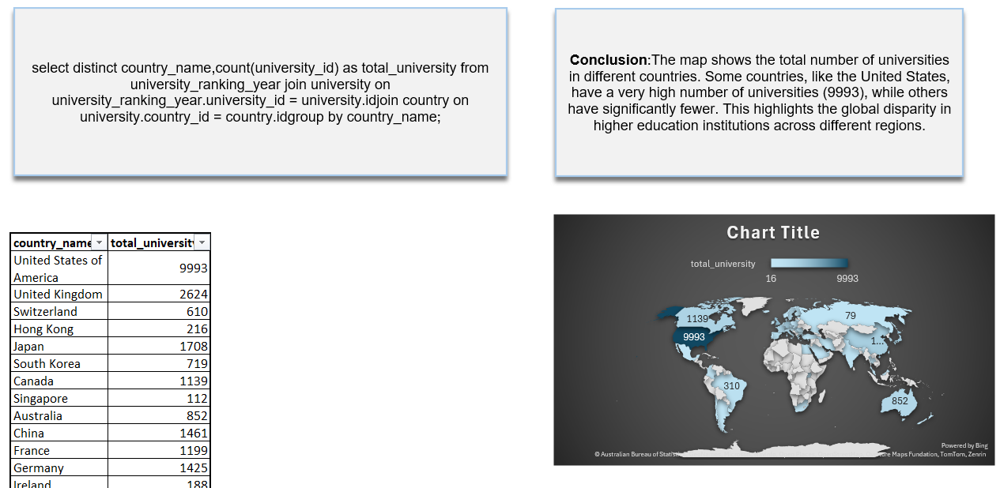 select distinct country_name,count(university_id) as total_university from
university_ranking_year join university on
university_ranking_year.university_id = university.idjoin country on
university.country_id = country.idgroup by country_name;
Conclusion:The map shows the total number of universities
in different countries. Some countries, like the United States,
have a very high number of universities (9993), while others
have significantly fewer. This highlights the global disparity in
higher education institutions across different regions.
country_name total_universit
United States of
America 9993
United Kingdom 2624
Switzerland 610
Hong Kong 216
Japan 1708
South Korea 719
Canada 1139
Singapore 112
Australia 852
China 1461
France 1199
Germany 1425
Ireland 188
Chart Title
total_university
16 9993
1139
79
9993
1...
310
852
Powered by Bing
© Australian Bureau of Statist ure Maps Fundation, TomTom, Zenrin